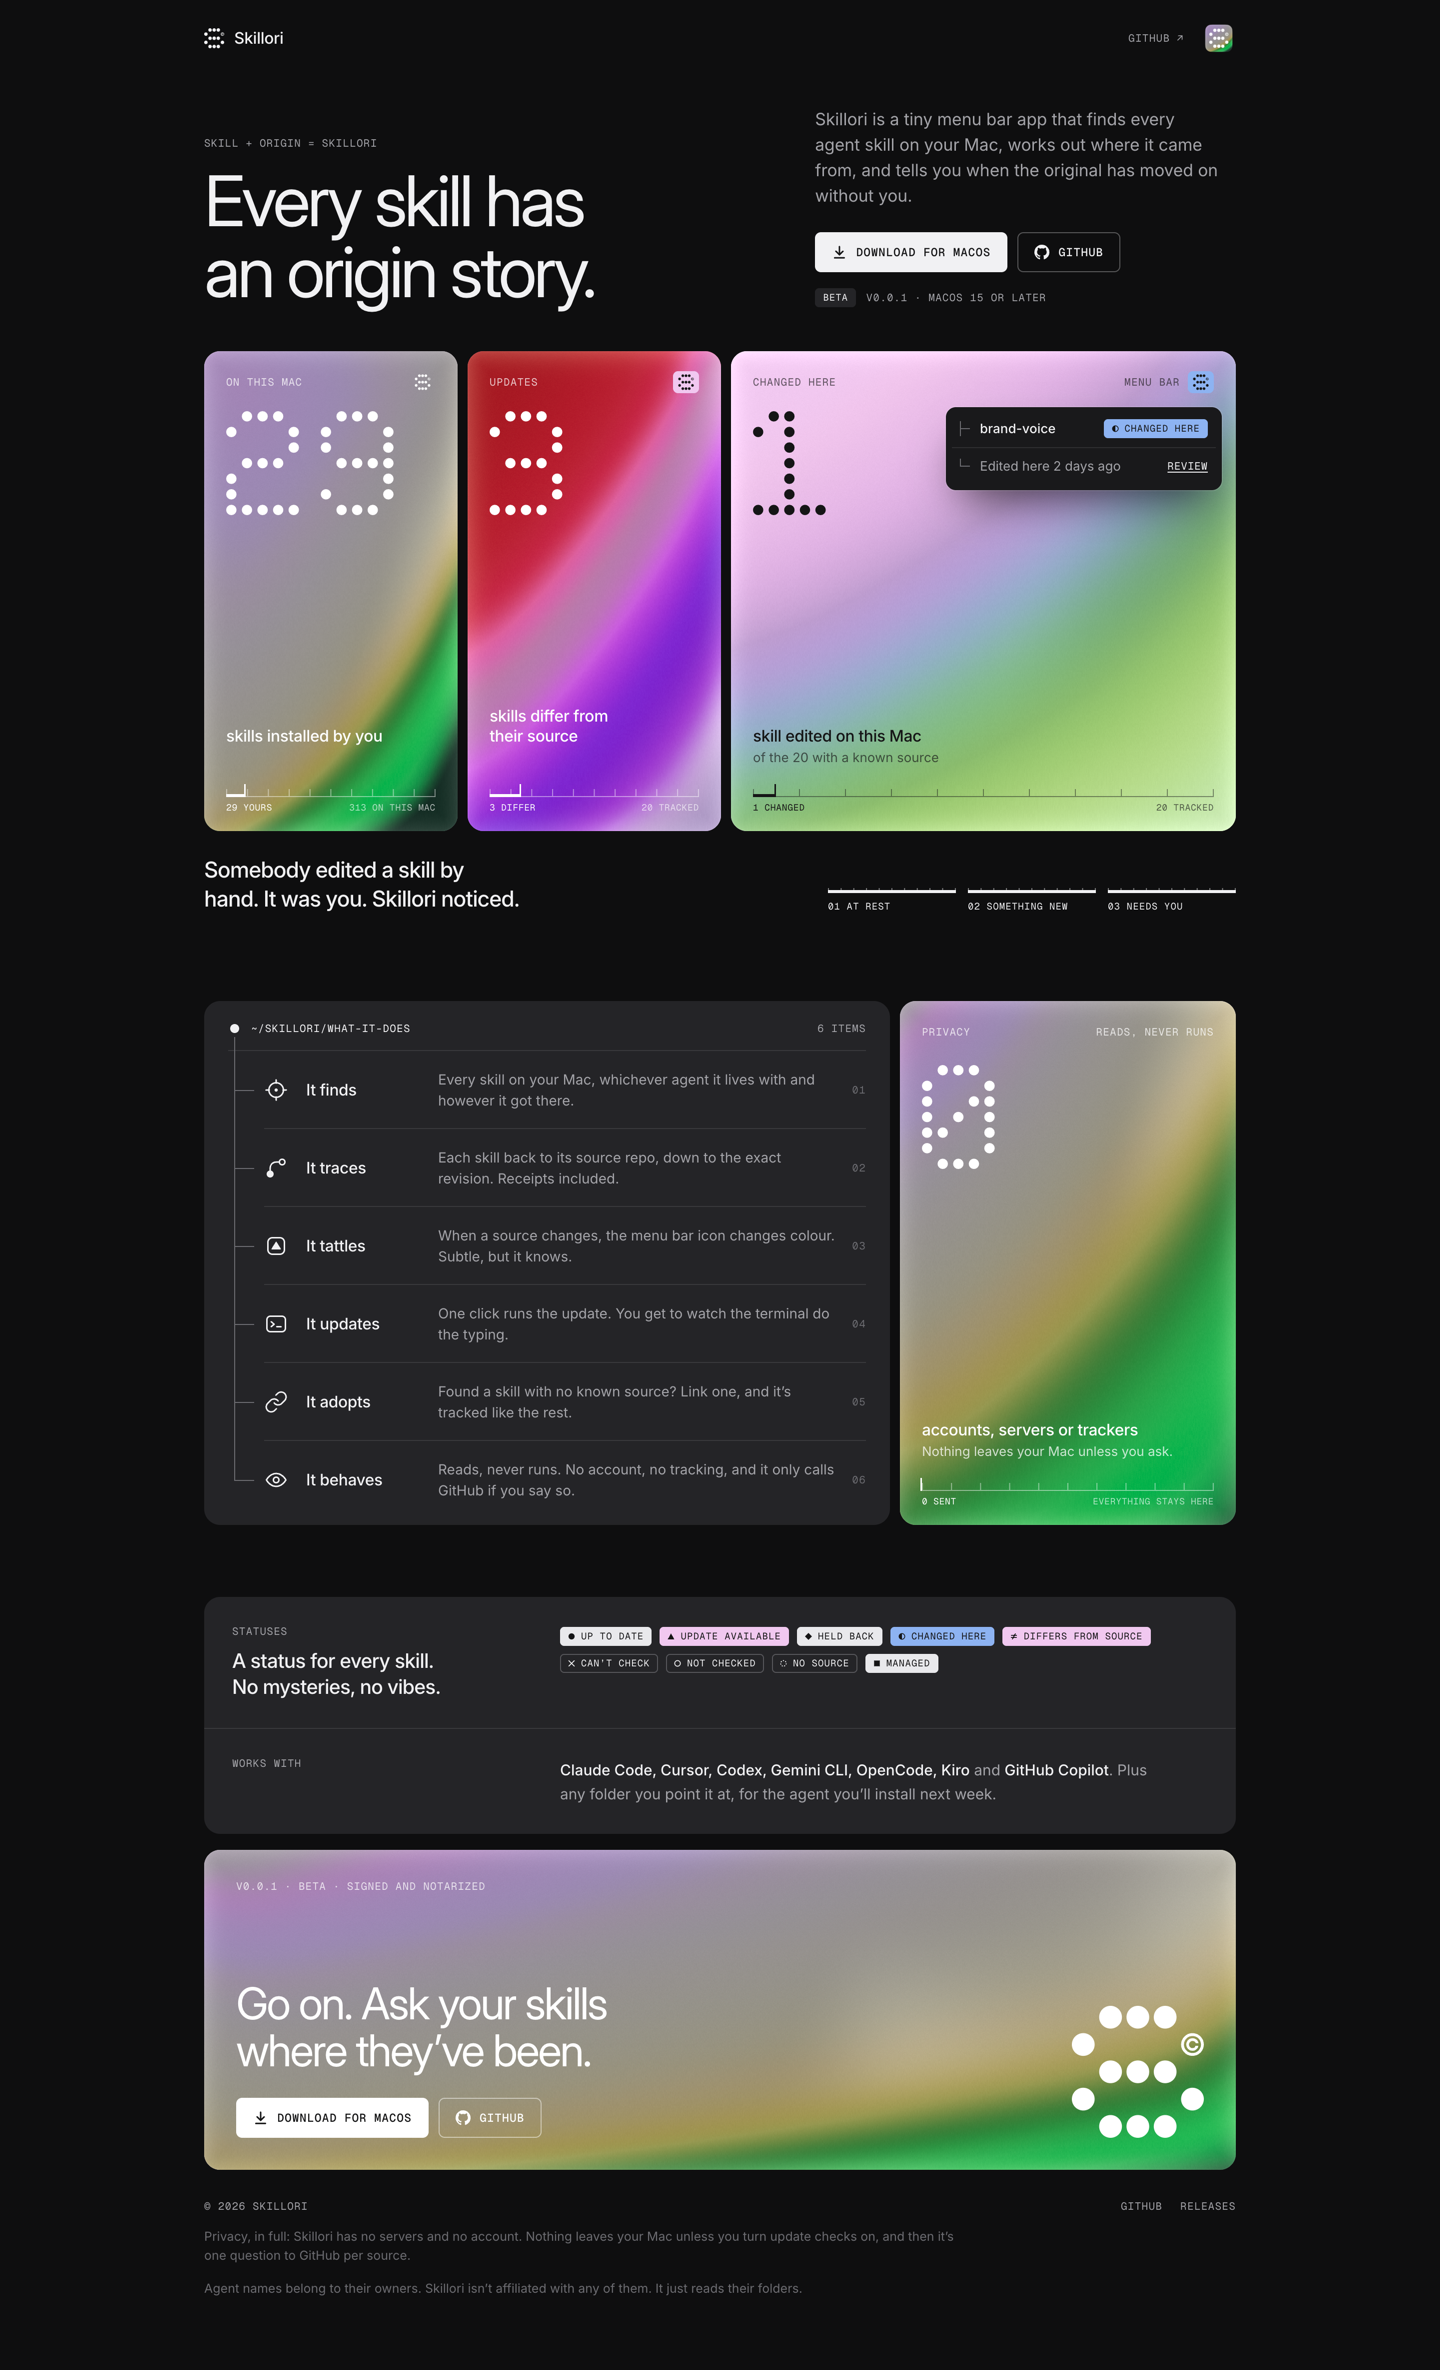 Skillori
GITHUB ↗
SKILL + ORIGIN = SKILLORI
Every skill has
an origin story.
Skillori is a tiny menu bar app that finds every
agent skill on your Mac, works out where it came
from, and tells you when the original has moved on
without you.
DOWNLOAD FOR MACOS
GITHUB
BETA
V0.0.1 · MACOS 15 OR LATER
ON THIS MAC
29
skills installed by you
29 YOURS
313 ON THIS MAC
UPDATES
3
skills differ from
their source
3 DIFFER
20 TRACKED
CHANGED HERE
MENU BAR
1
brand-voice
CHANGED HERE
Edited here 2 days ago
REVIEW
skill edited on this Mac
of the 20 with a known source
1 CHANGED
20 TRACKED
Somebody edited a skill by
hand. It was you. Skillori noticed.
01 AT REST
02 SOMETHING NEW
03 NEEDS YOU
~/SKILLORI/WHAT-IT-DOES
6 ITEMS
It finds
Every skill on your Mac, whichever agent it lives with and
however it got there.
01
It traces
Each skill back to its source repo, down to the exact
revision. Receipts included.
02
It tattles
When a source changes, the menu bar icon changes colour.
Subtle, but it knows.
03
It updates
One click runs the update. You get to watch the terminal do
the typing.
04
It adopts
Found a skill with no known source? Link one, and it’s
tracked like the rest.
05
It behaves
Reads, never runs. No account, no tracking, and it only calls
GitHub if you say so.
06
PRIVACY
READS, NEVER RUNS
0
accounts, servers or trackers
Nothing leaves your Mac unless you ask.
0 SENT
EVERYTHING STAYS HERE
STATUSES
A status for every skill.
No mysteries, no vibes.
UP TO DATE
UPDATE AVAILABLE
HELD BACK
CHANGED HERE
≠ DIFFERS FROM SOURCE
CAN’T CHECK
NOT CHECKED
NO SOURCE
MANAGED
WORKS WITH
Claude Code, Cursor, Codex, Gemini CLI, OpenCode, Kiro and GitHub Copilot. Plus
any folder you point it at, for the agent you’ll install next week.
V0.0.1 · BETA · SIGNED AND NOTARIZED
Go on. Ask your skills
where they’ve been.
DOWNLOAD FOR MACOS
GITHUB
©
© 2026 SKILLORI
GITHUB
RELEASES
Privacy, in full: Skillori has no servers and no account. Nothing leaves your Mac unless you turn update checks on, and then it’s
one question to GitHub per source.
Agent names belong to their owners. Skillori isn’t affiliated with any of them. It just reads their folders.